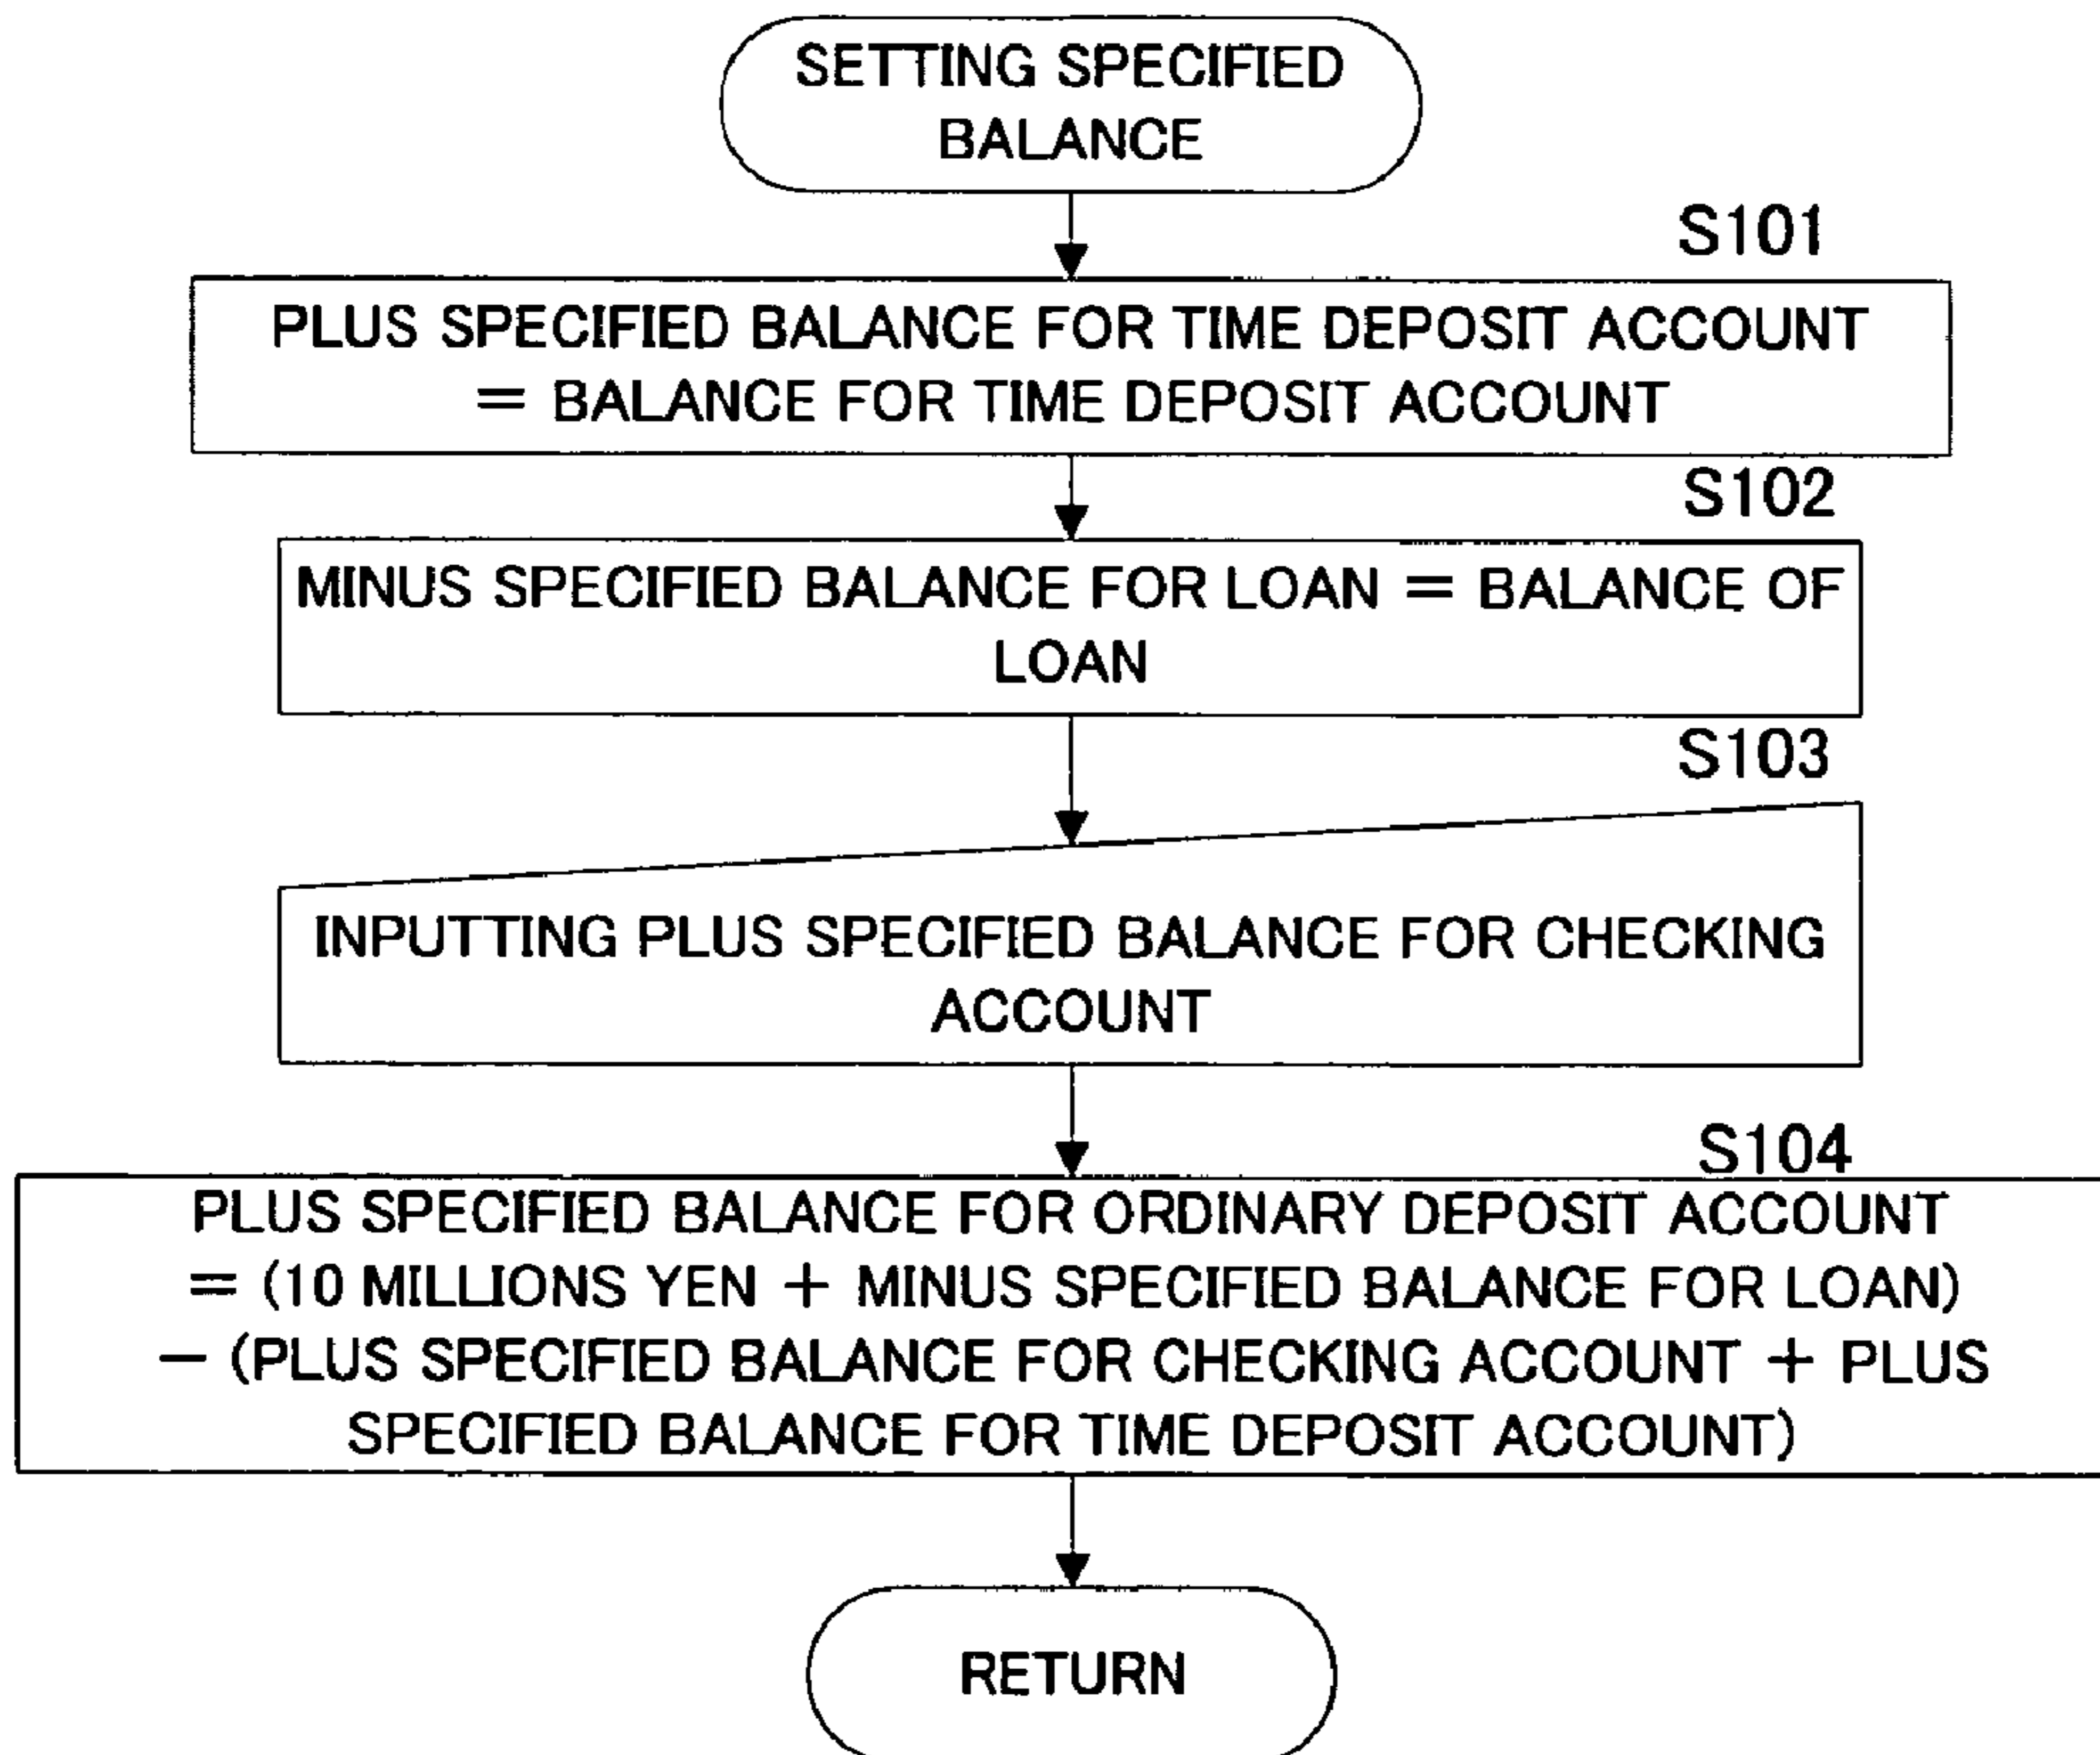 SETTING SPECIFIED
BALANCE
S101
PLUS SPECIFIED BALANCE FOR TIME DEPOSIT ACCOUNT
= BALANCE FOR TIME DEPOSIT ACCOUNT
S102
MINUS SPECIFIED BALANCE FOR LOAN = BALANCE OF
LOAN
S103
INPUTTING PLUS SPECIFIED BALANCE FOR CHECKING
ACCOUNT
S104
PLUS SPECIFIED BALANCE FOR ORDINARY DEPOSIT ACCOUNT
= (10 MILLIONS YEN + MINUS SPECIFIED BALANCE FOR LOAN)
− (PLUS SPECIFIED BALANCE FOR CHECKING ACCOUNT + PLUS
SPECIFIED BALANCE FOR TIME DEPOSIT ACCOUNT)
RETURN